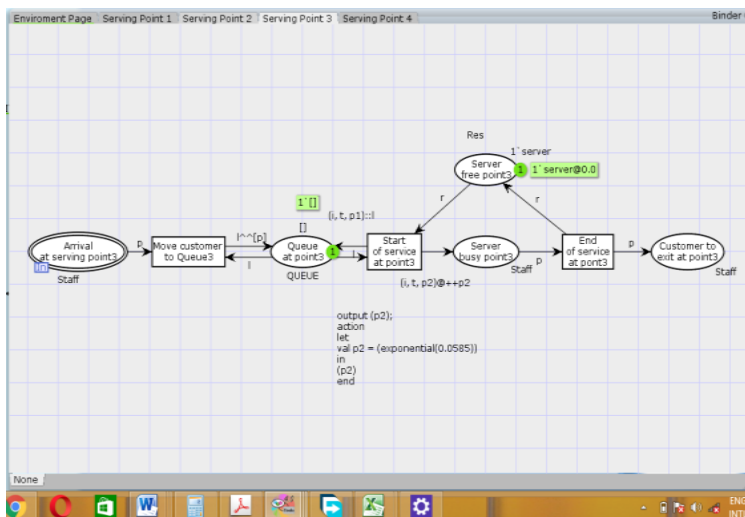 Enviroment Page Serving Point 1 Serving Point 2 Serving Point 3 Serving Point 4
Binder
Res
1`server
Server
free point3
1
1`server@0.0
r
r
1`[]
[]
(i, t, p1)::l
Arrival
at serving point3
In
Staff
p
Move customer
to Queue3
l^^[p]
l
Queue
at point3
1
QUEUE
l
Start
of service
at point3
(i, t, p2)@++p2
Server
busy point3
Staff
p
End
of service
at pont3
p
Customer to
exit at point3
Staff
output (p2);
action
let
val p2 = (exponential(0.0585))
in
(p2)
end
None
ENG
INTL